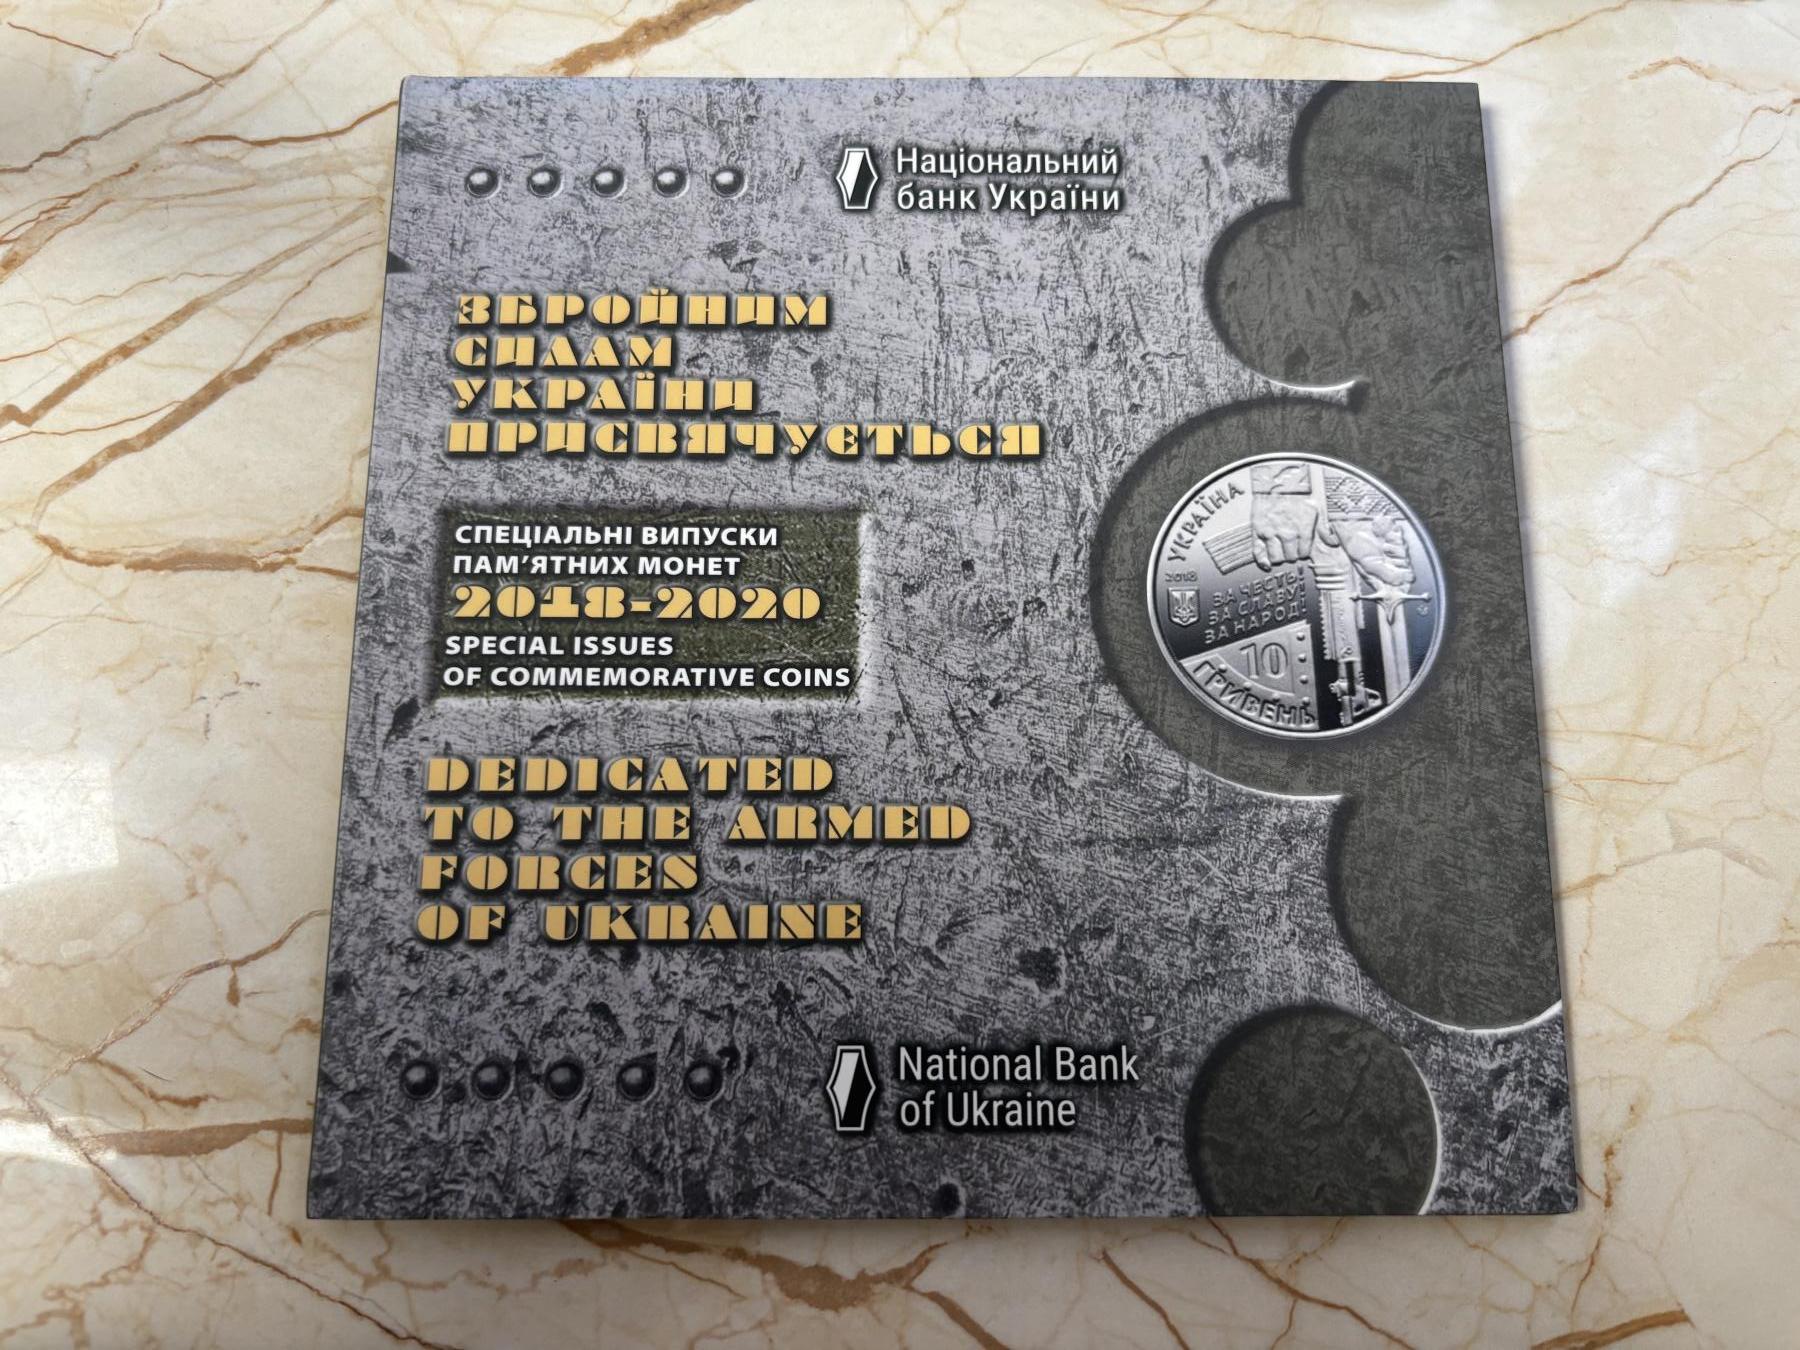 Національний
банк України
ЗБРОЙНИМ
СИЛАМ
УКРАЇНИ
ПРИСВЯЧУЄТЬСЯ
СПЕЦІАЛЬНІ ВИПУСКИ
ПАМ'ЯТНИХ МОНЕТ
2018-2020
SPECIAL ISSUES
OF COMMEMORATIVE COINS
УКРАЇНА
2018
ЗА ЧЕСТЬ!
ЗА СЛАВУ!
ЗА НАРОД!
10
ГРИВЕНЬ
DEDICATED
TO THE ARMED
FORCES
OF UKRAINE
National Bank
of Ukraine